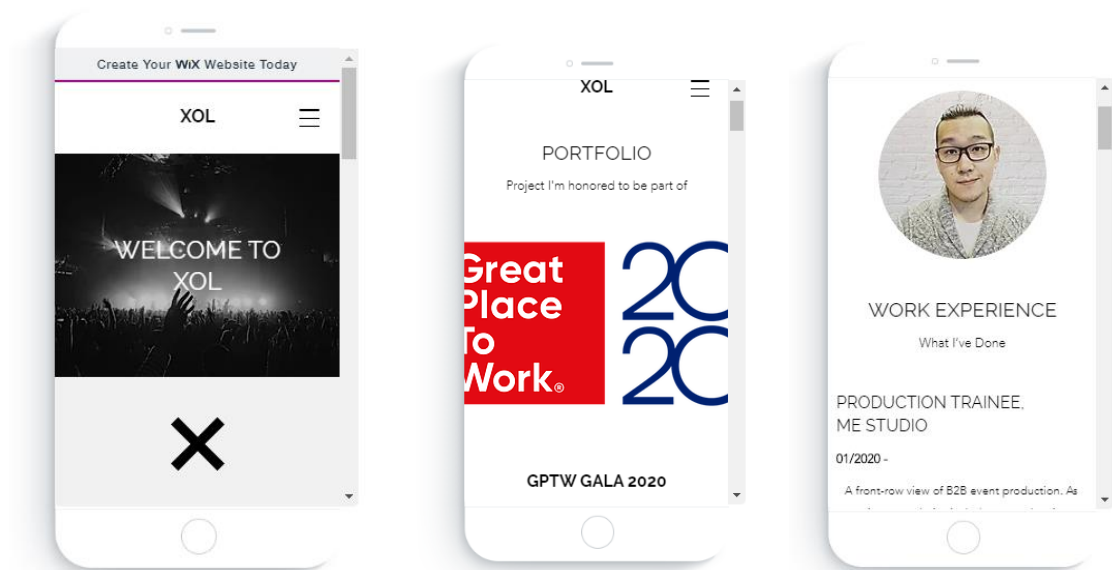 Create Your WiX Website Today
XOL
WELCOME TO
XOL
XOL
PORTFOLIO
Project I'm honored to be part of
Great
Place
To
Work®
20
20
GPTW GALA 2020
WORK EXPERIENCE
What I've Done
PRODUCTION TRAINEE,
ME STUDIO
01/2020 -
A front-row view of B2B event production. As